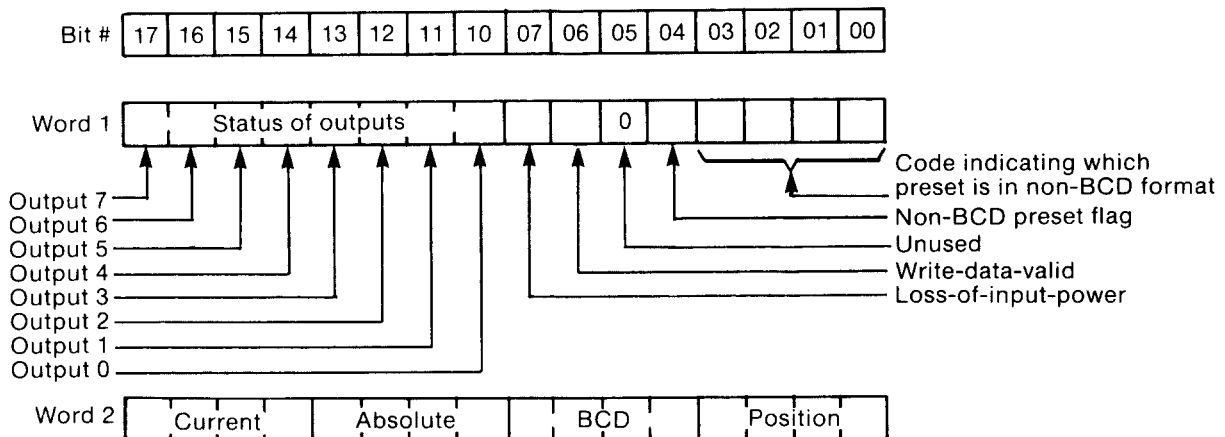 Bit # 17 16 15 14 13 12 11 10 07 06 05 04 03 02 01 00
Word 1 Status of outputs 0
Code indicating which
preset is in non-BCD format
Non-BCD preset flag
Unused
Write-data-valid
Loss-of-input-power
Output 7
Output 6
Output 5
Output 4
Output 3
Output 2
Output 1
Output 0
Word 2 Current Absolute BCD Position